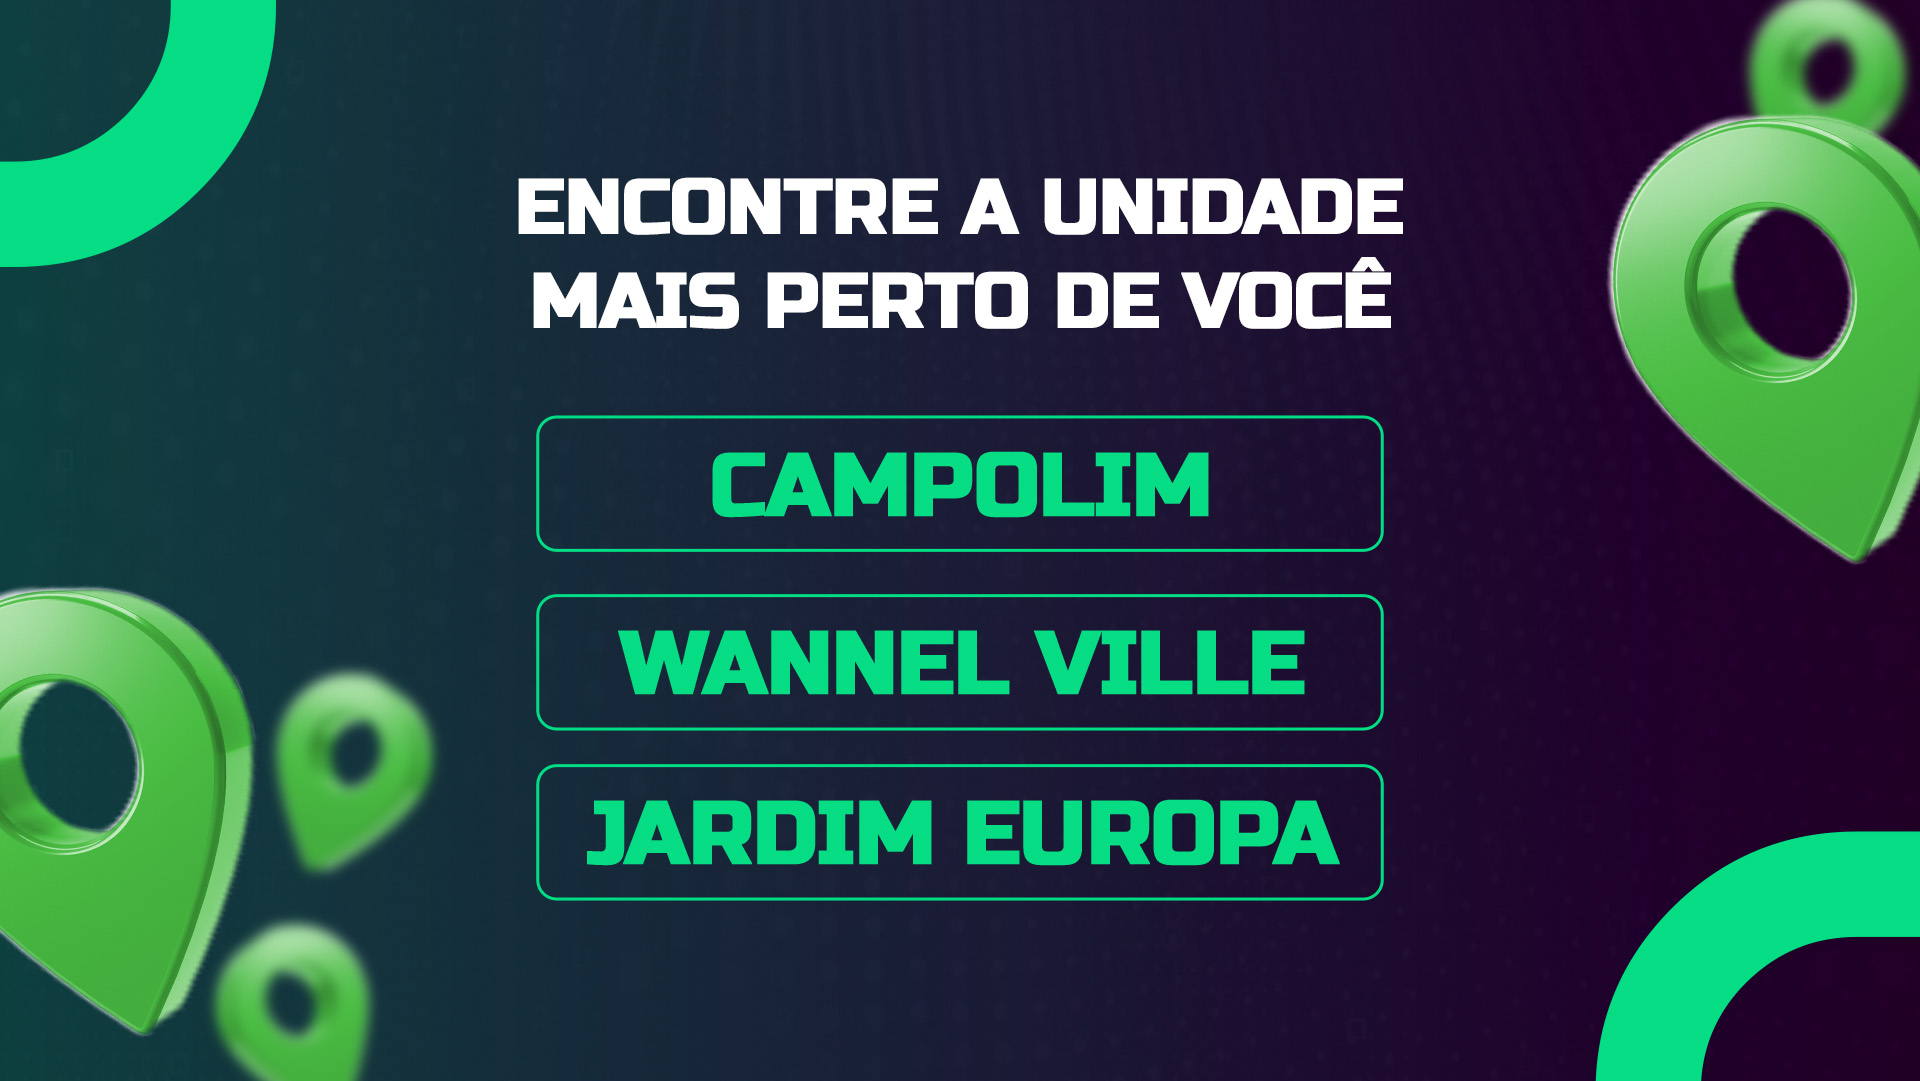 ENCONTRE A UNIDADE
MAIS PERTO DE VOCÊ
CAMPOLIM
WANNEL VILLE
JARDIM EUROPA